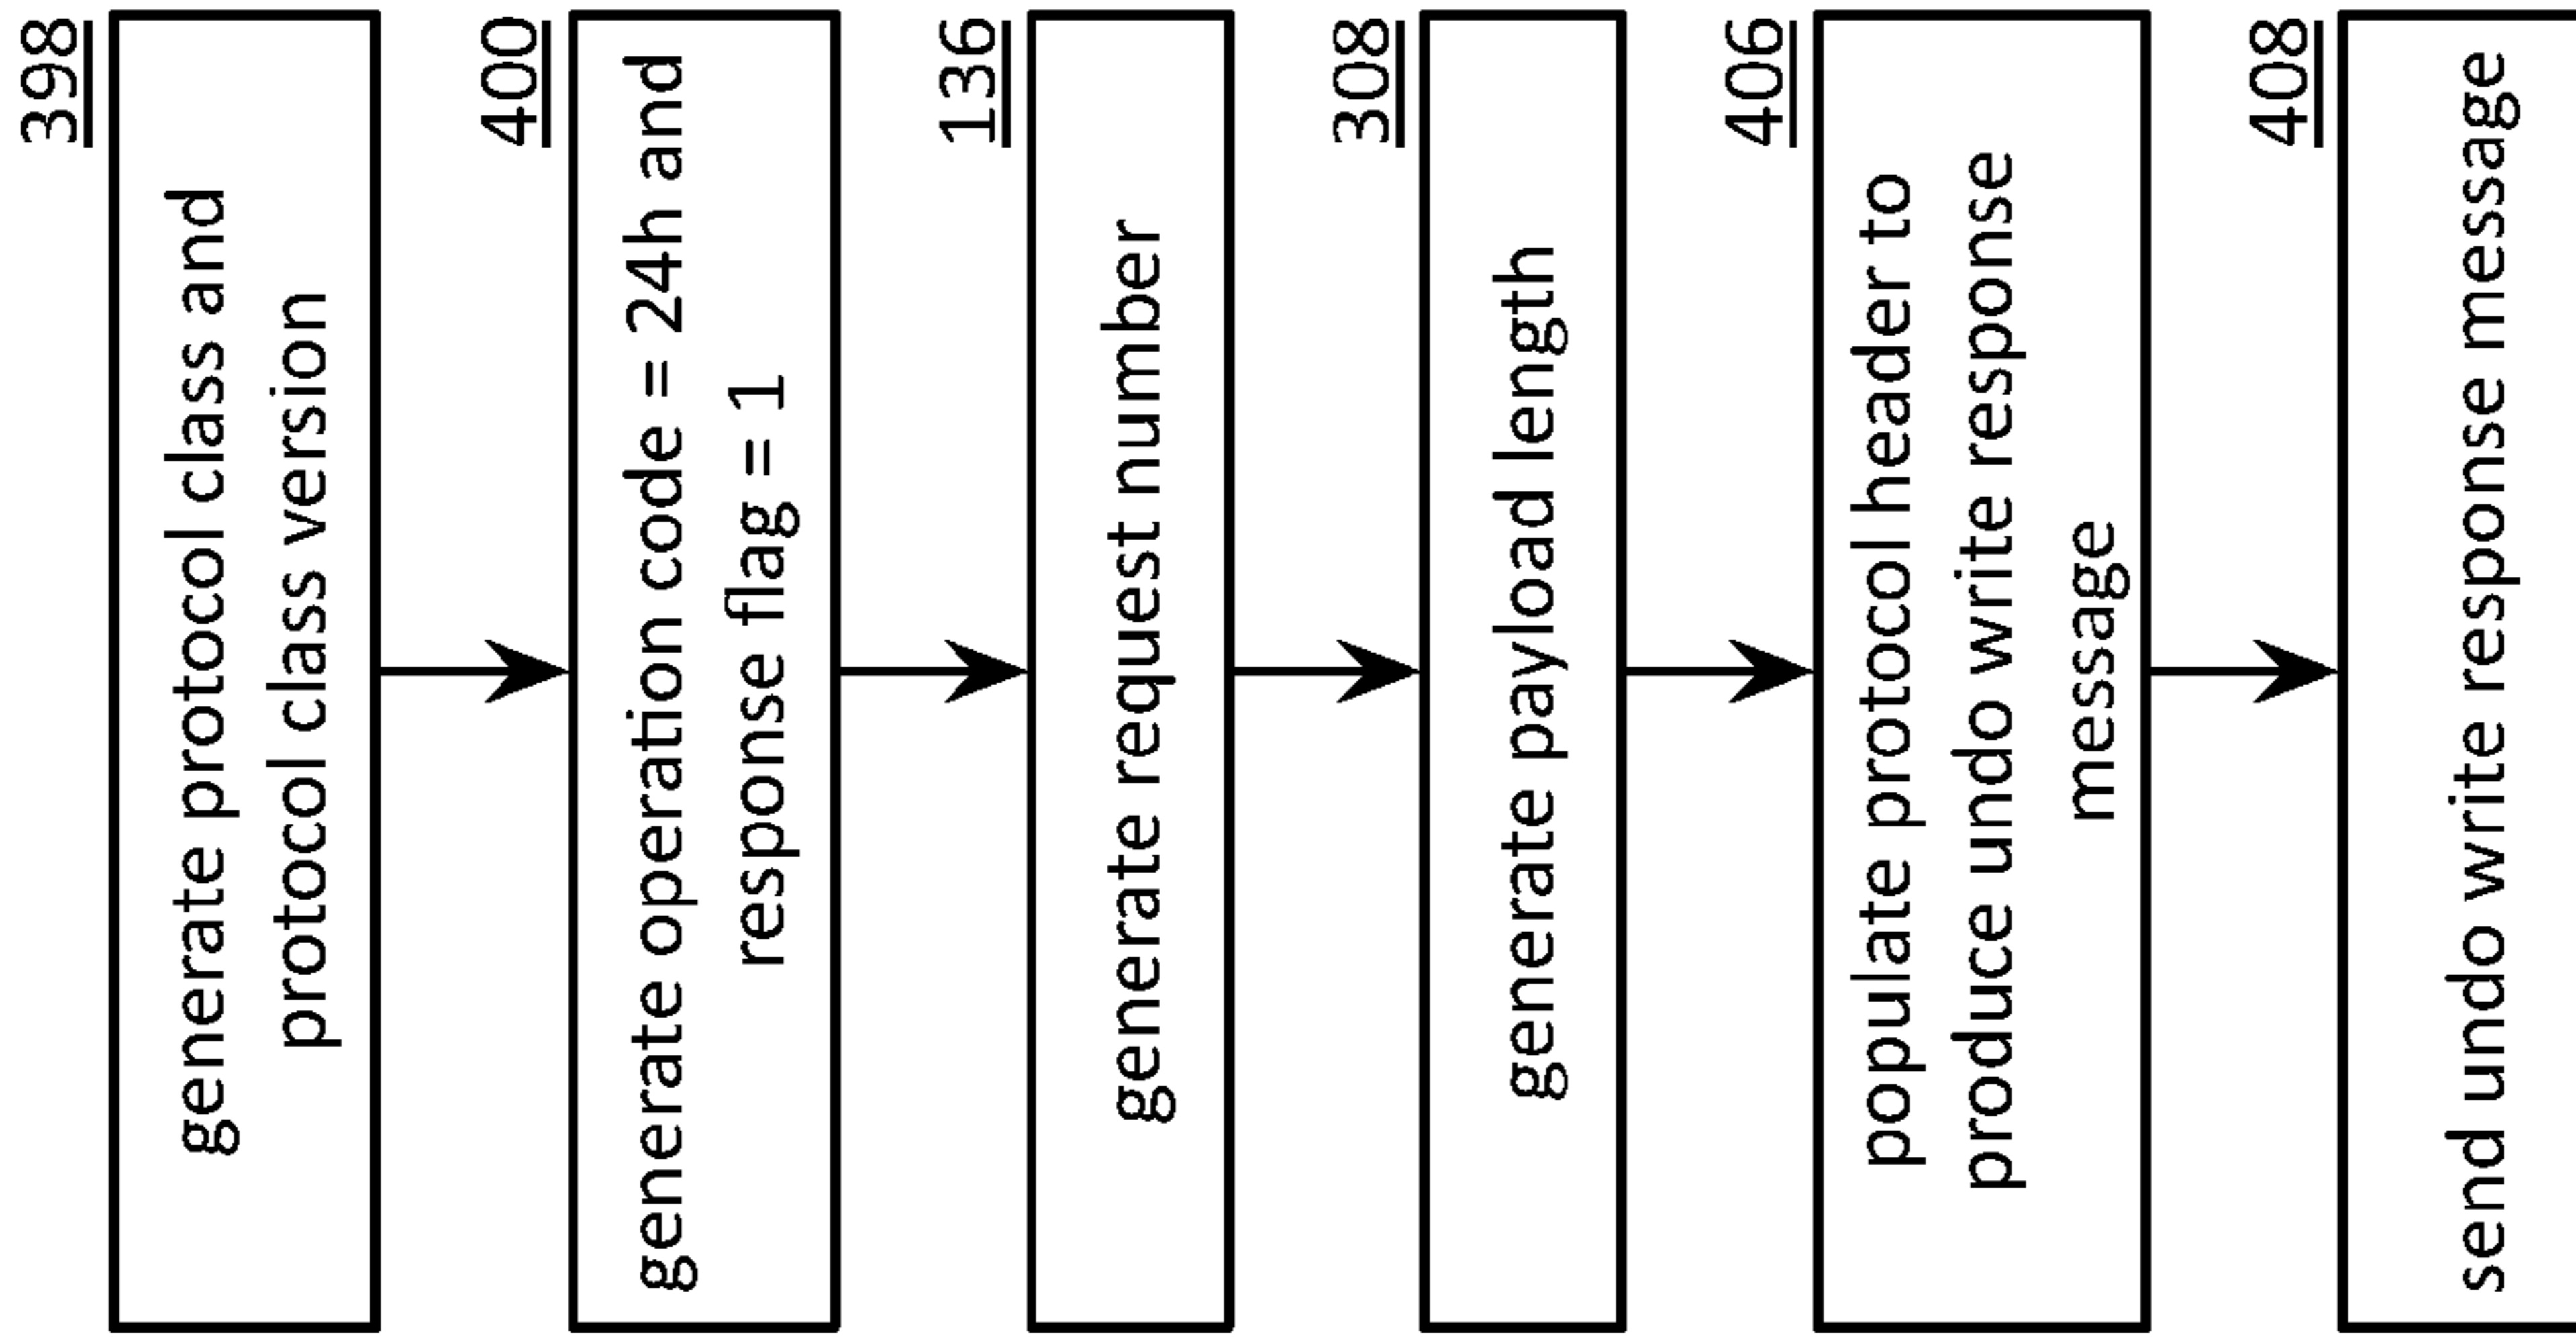 398
generate protocol class and
protocol class version
400
generate operation code = 24h and
response flag = 1
136
generate request number
308
generate payload length
406
populate protocol header to
produce undo write response
message
408
send undo write response message